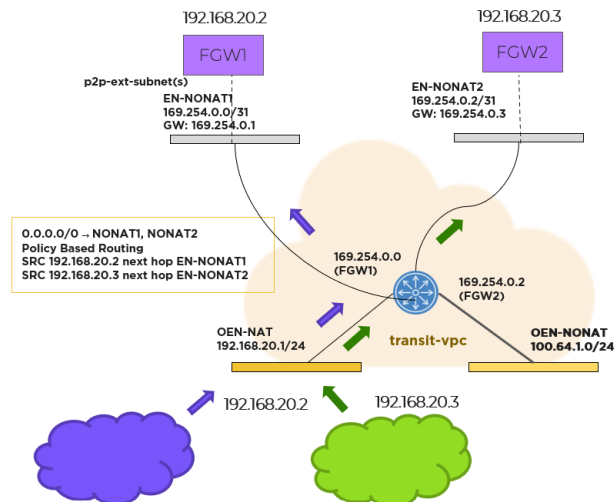 192.168.20.2
192.168.20.3
FGW1
FGW2
p2p-ext-subnet(s)
EN-NONAT1
169.254.0.0/31
GW: 169.254.0.1
EN-NONAT2
169.254.0.2/31
GW: 169.254.0.3
0.0.0.0/0 → NONAT1, NONAT2
Policy Based Routing
SRC 192.168.20.2 next hop EN-NONAT1
SRC 192.168.20.3 next hop EN-NONAT2
169.254.0.0
(FGW1)
169.254.0.2
(FGW2)
OEN-NAT
192.168.20.1/24
transit-vpc
OEN-NONAT
100.64.1.0/24
192.168.20.2
192.168.20.3